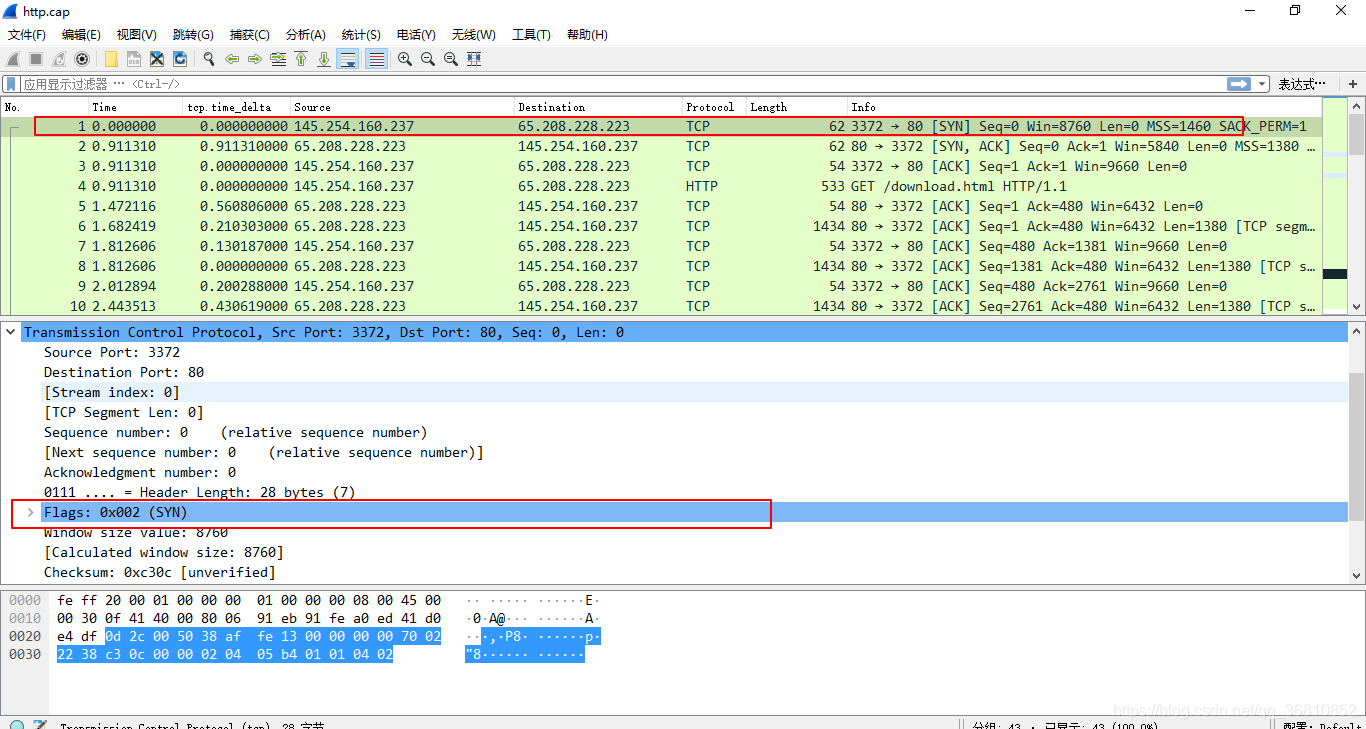 http.cap
文件(F) 编辑(E) 视图(V) 跳转(G) 捕获(C) 分析(A) 统计(S) 电话(Y) 无线(W) 工具(T) 帮助(H)
应用显示过滤器 ⋯ <Ctrl-/> 表达式⋯ +
No. Time tcp.time_delta Source Destination Protocol Length Info
1 0.000000 0.000000000 145.254.160.237 65.208.228.223 TCP 62 3372 → 80 [SYN] Seq=0 Win=8760 Len=0 MSS=1460 SACK_PERM=1
2 0.911310 0.911310000 65.208.228.223 145.254.160.237 TCP 62 80 → 3372 [SYN, ACK] Seq=0 Ack=1 Win=5840 Len=0 MSS=1380 …
3 0.911310 0.000000000 145.254.160.237 65.208.228.223 TCP 54 3372 → 80 [ACK] Seq=1 Ack=1 Win=9660 Len=0
4 0.911310 0.000000000 145.254.160.237 65.208.228.223 HTTP 533 GET /download.html HTTP/1.1
5 1.472116 0.560806000 65.208.228.223 145.254.160.237 TCP 54 80 → 3372 [ACK] Seq=1 Ack=480 Win=6432 Len=0
6 1.682419 0.210303000 65.208.228.223 145.254.160.237 TCP 1434 80 → 3372 [ACK] Seq=1 Ack=480 Win=6432 Len=1380 [TCP segm…
7 1.812606 0.130187000 145.254.160.237 65.208.228.223 TCP 54 3372 → 80 [ACK] Seq=480 Ack=1381 Win=9660 Len=0
8 1.812606 0.000000000 65.208.228.223 145.254.160.237 TCP 1434 80 → 3372 [ACK] Seq=1381 Ack=480 Win=6432 Len=1380 [TCP s…
9 2.012894 0.200288000 145.254.160.237 65.208.228.223 TCP 54 3372 → 80 [ACK] Seq=480 Ack=2761 Win=9660 Len=0
10 2.443513 0.430619000 65.208.228.223 145.254.160.237 TCP 1434 80 → 3372 [ACK] Seq=2761 Ack=480 Win=6432 Len=1380 [TCP s…
Transmission Control Protocol, Src Port: 3372, Dst Port: 80, Seq: 0, Len: 0
Source Port: 3372
Destination Port: 80
[Stream index: 0]
[TCP Segment Len: 0]
Sequence number: 0 (relative sequence number)
[Next sequence number: 0 (relative sequence number)]
Acknowledgment number: 0
0111 .... = Header Length: 28 bytes (7)
Flags: 0x002 (SYN)
Window size value: 8760
[Calculated window size: 8760]
Checksum: 0xc30c [unverified]
0000 fe ff 20 00 01 00 00 00 01 00 00 00 08 00 45 00 ·· ····· ······E·
0010 00 30 0f 41 40 00 80 06 91 eb 91 fe a0 ed 41 d0 ·0·A@··· ······A·
0020 e4 df 0d 2c 00 50 38 af fe 13 00 00 00 00 70 02 ···,·P8· ······p·
0030 22 38 c3 0c 00 00 02 04 05 b4 01 01 04 02 "8······ ······
https://blog.csdn.net/qq_36810852
Transmission Control Protocol (tcp), 28 字节 分组: 43 · 已显示: 43 (100.0%) 配置: Default